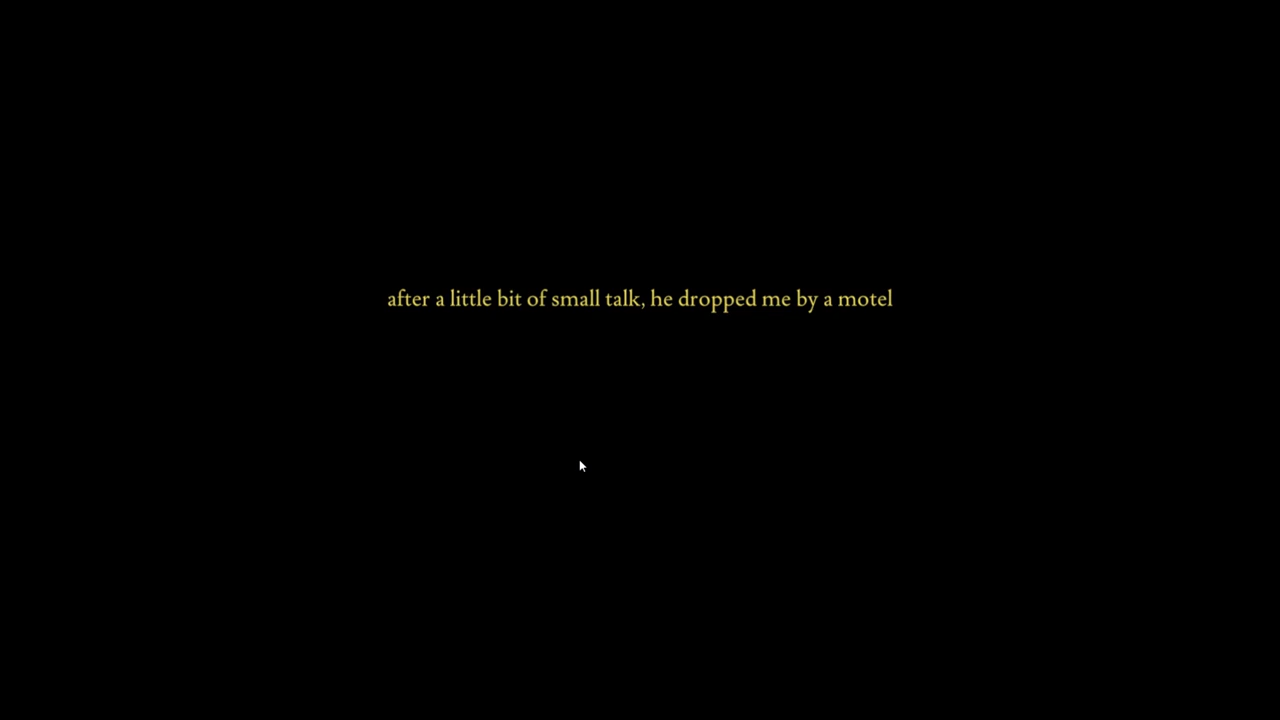 after a little bit of small talk, he dropped me by a motel